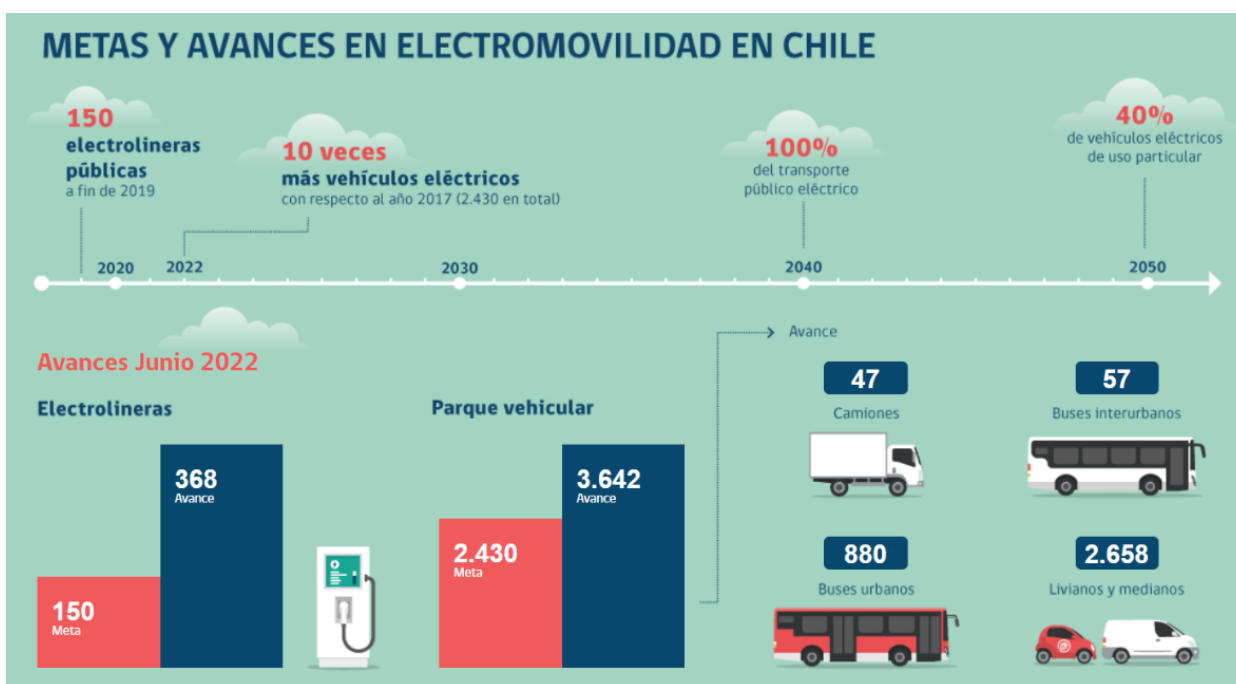 METAS Y AVANCES EN ELECTROMOVILIDAD EN CHILE
150
electrolineras
públicas
a fin de 2019
10 veces
más vehículos eléctricos
con respecto al año 2017 (2.430 en total)
100%
del transporte
público eléctrico
40%
de vehículos eléctricos
de uso particular
2020
2022
2030
2040
2050
Avances Junio 2022
Electrolineras
368
Avance
150
Meta
Parque vehicular
3.642
Avance
2.430
Meta
Avance
47
Camiones
57
Buses interurbanos
880
Buses urbanos
2.658
Livianos y medianos